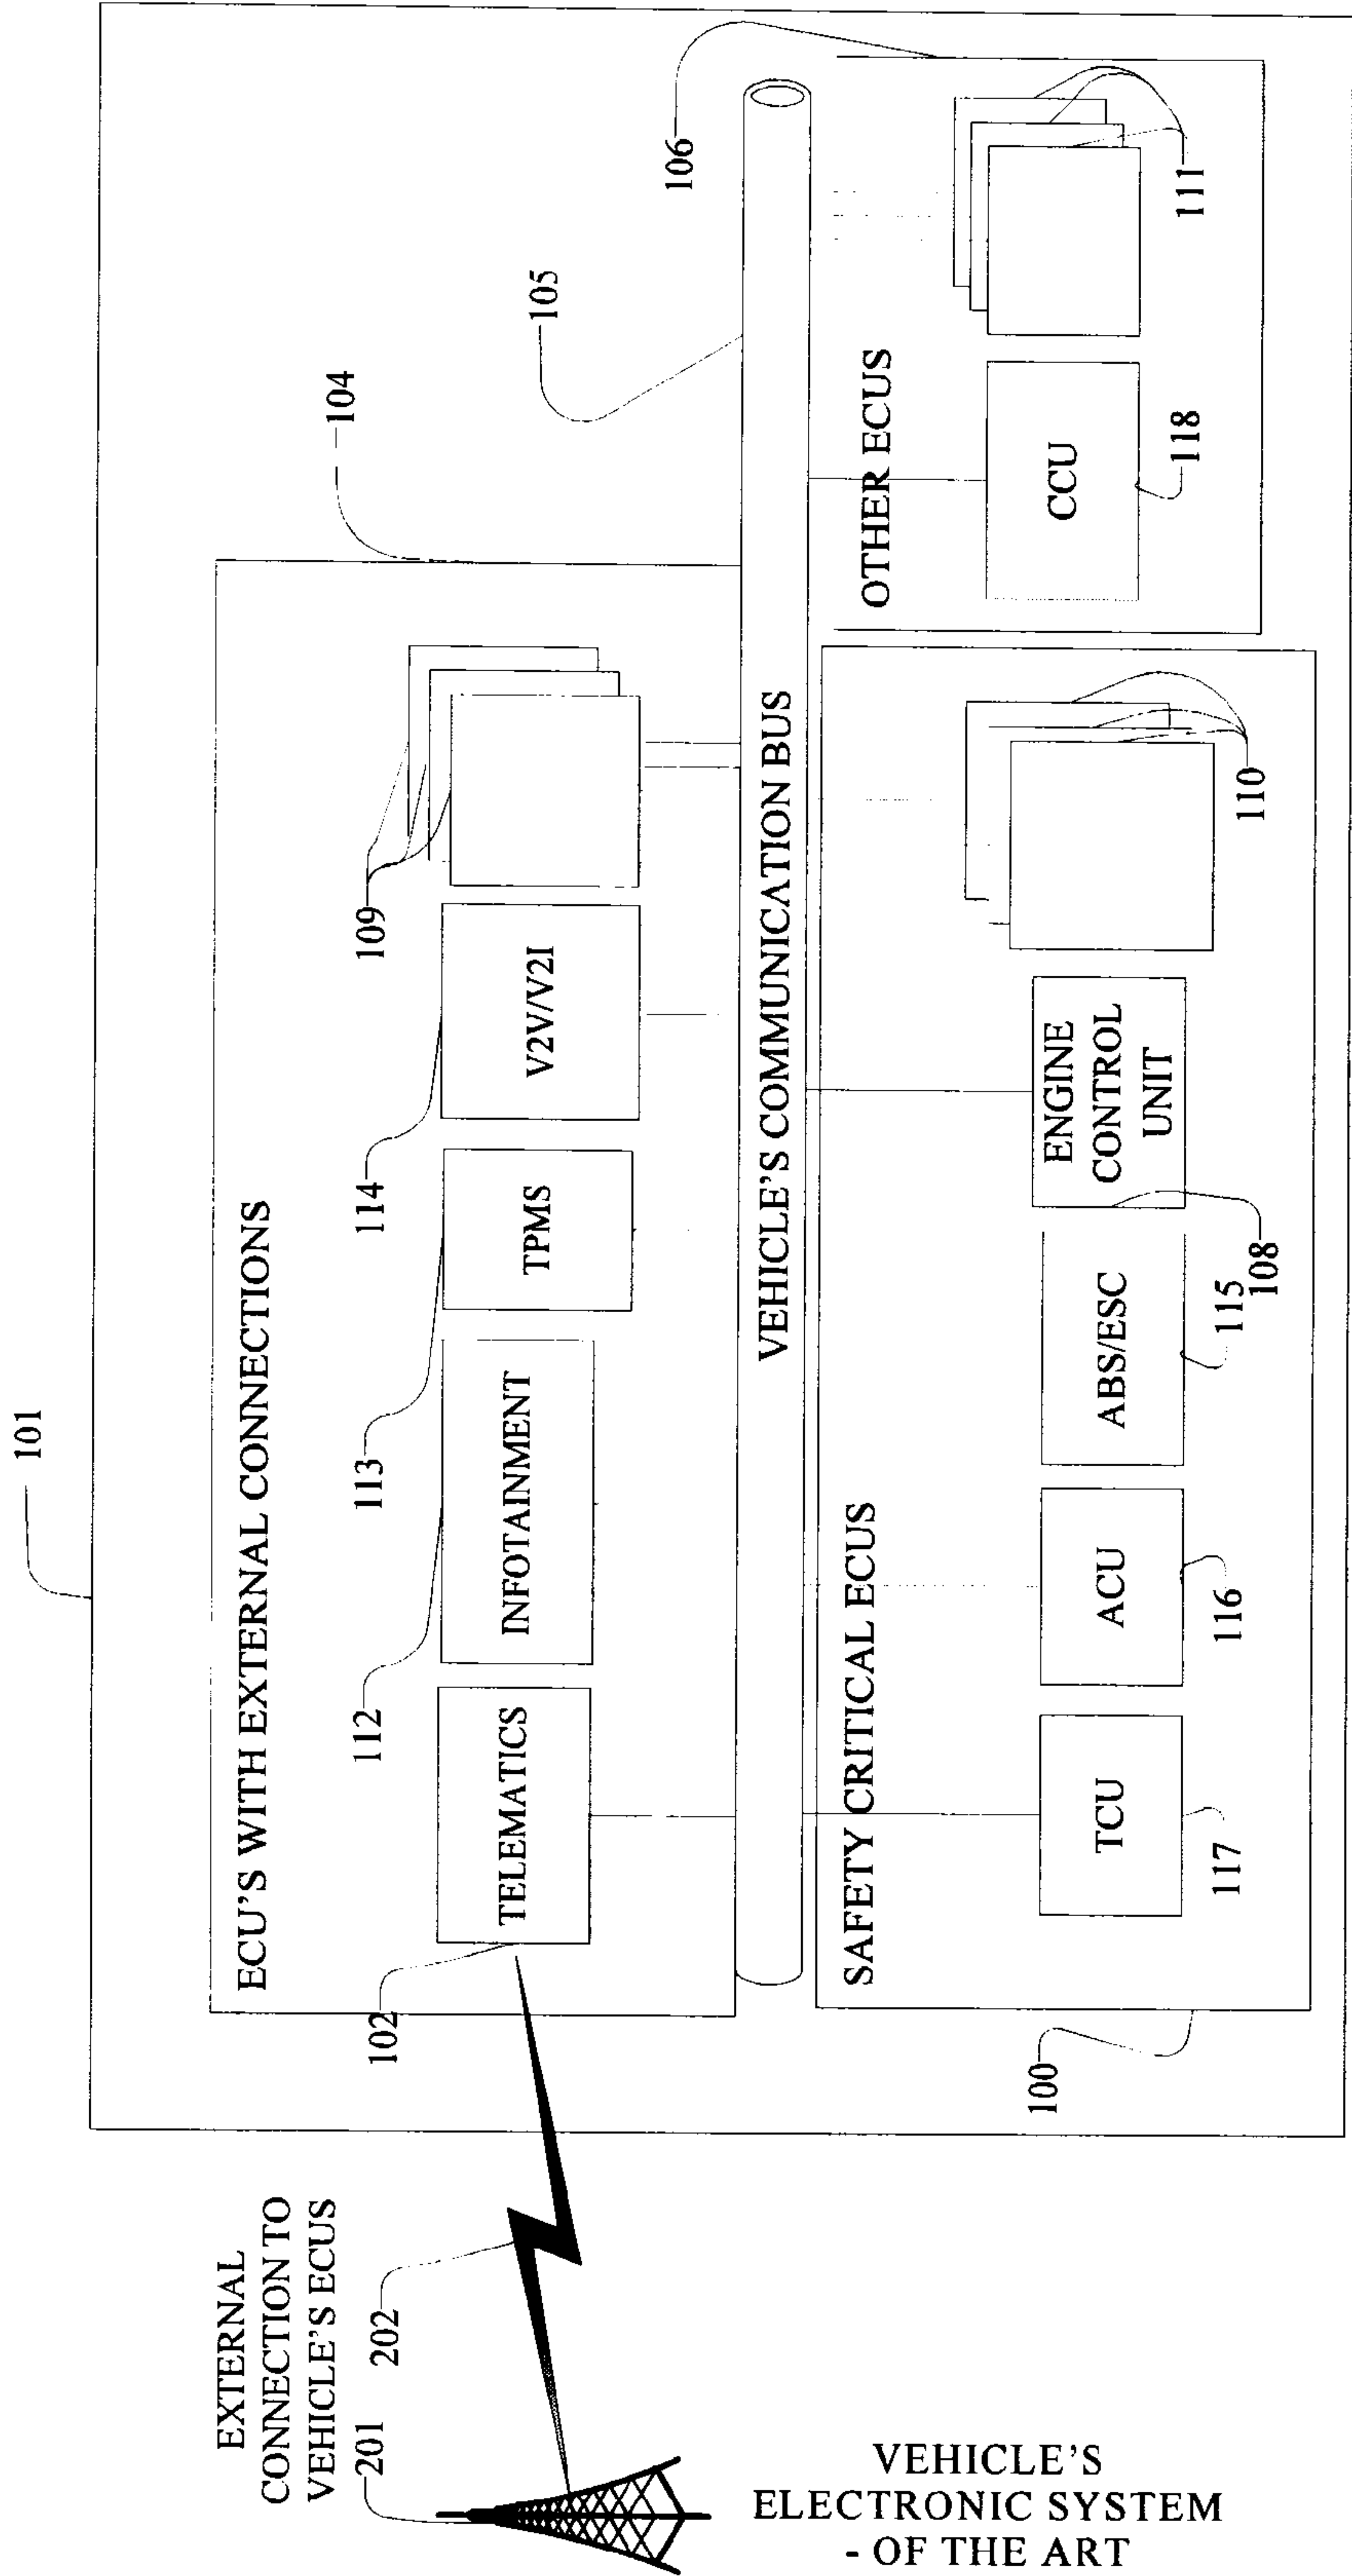 101
ECU'S WITH EXTERNAL CONNECTIONS
104
105
106
102
112
113
114
109
TELEMATICS
INFOTAINMENT
TPMS
V2V/V2I
VEHICLE'S COMMUNICATION BUS
SAFETY CRITICAL ECUS
OTHER ECUS
TCU
ACU
ABS/ESC
ENGINE
CONTROL
UNIT
CCU
100
117
116
115
108
110
118
111
EXTERNAL
CONNECTION TO
VEHICLE'S ECUS
201
202
VEHICLE'S
ELECTRONIC SYSTEM
- OF THE ART